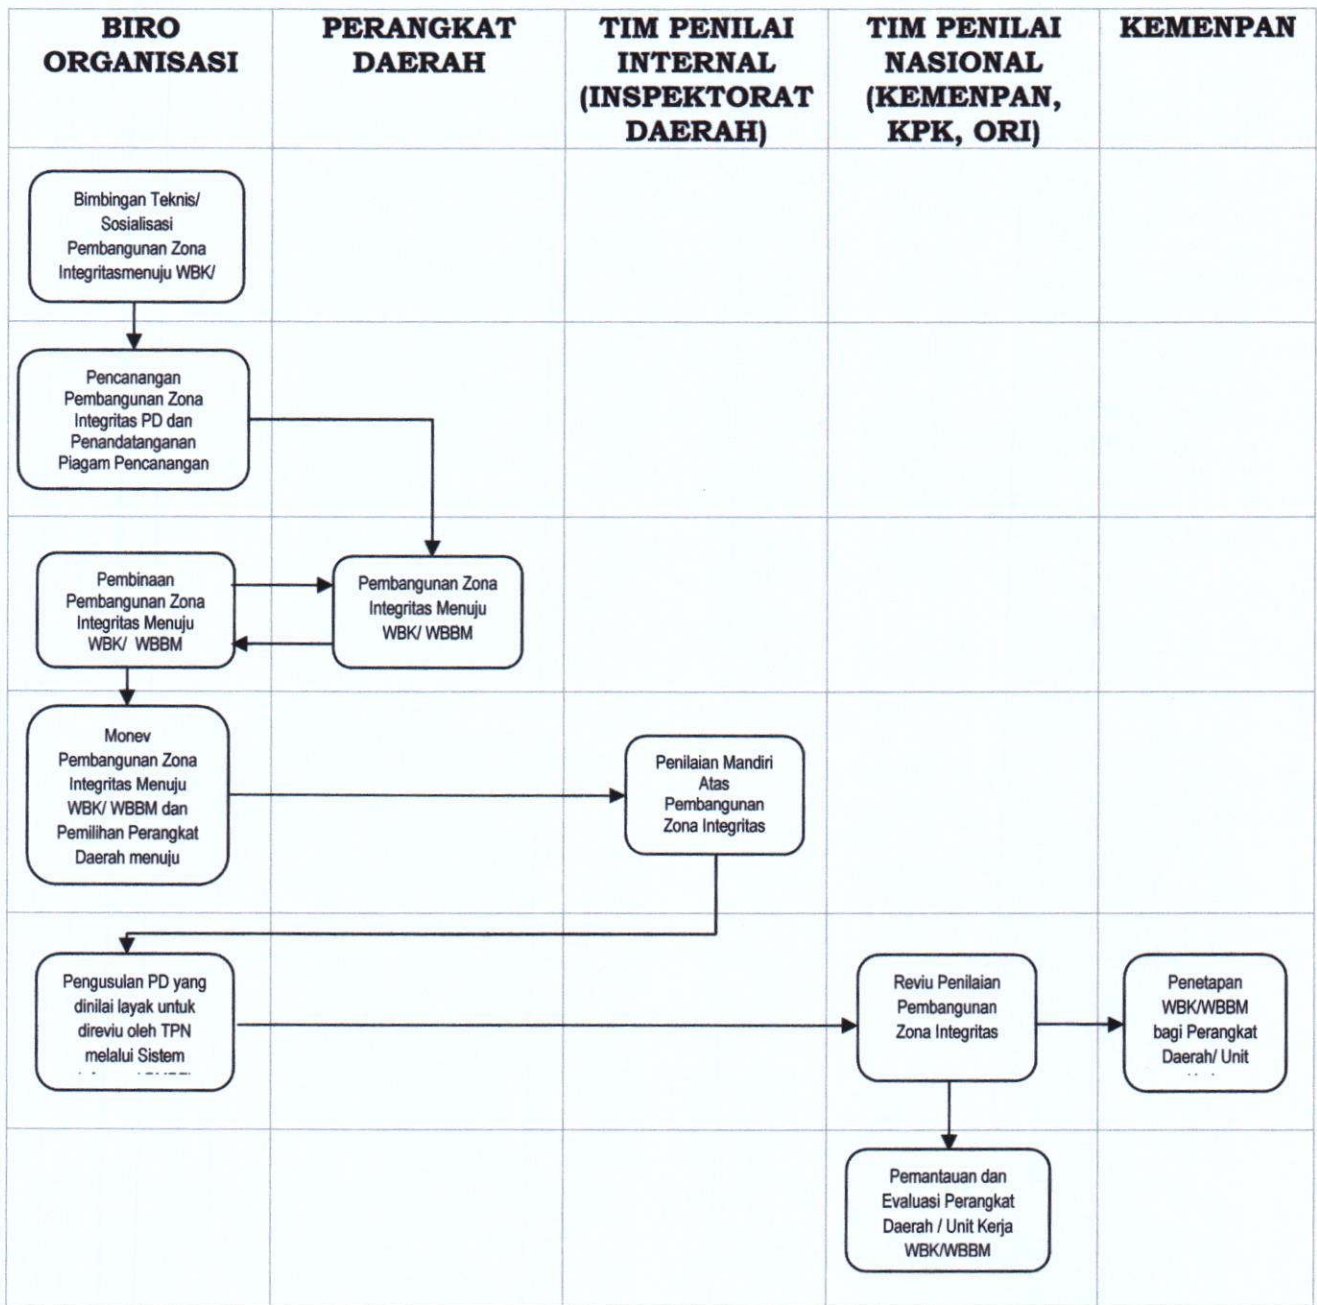 BIRO
ORGANISASI
PERANGKAT
DAERAH
TIM PENILAI
INTERNAL
(INSPEKTORAT
DAERAH)
TIM PENILAI
NASIONAL
(KEMENPAN,
KPK, ORI)
KEMENPAN
Bimbingan Teknis/
Sosialisasi
Pembangunan Zona
Integritasmenuju WBK/
Pencanangan
Pembangunan Zona
Integritas PD dan
Penandatanganan
Piagam Pencanangan
Pembinaan
Pembangunan Zona
Integritas Menuju
WBK/ WBBM
Pembangunan Zona
Integritas Menuju
WBK/ WBBM
Monev
Pembangunan Zona
Integritas Menuju
WBK/ WBBM dan
Pemilihan Perangkat
Daerah menuju
Penilaian Mandiri
Atas
Pembangunan
Zona Integritas
Pengusulan PD yang
dinilai layak untuk
direviu oleh TPN
melalui Sistem
Reviu Penilaian
Pembangunan
Zona Integritas
Penetapan
WBK/WBBM
bagi Perangkat
Daerah/ Unit
Pemantauan dan
Evaluasi Perangkat
Daerah / Unit Kerja
WBK/WBBM